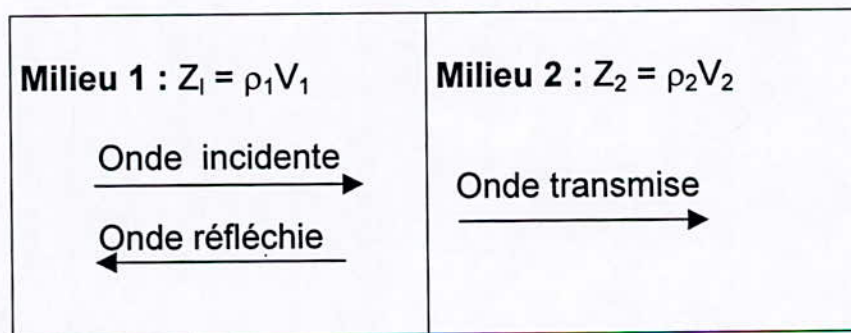 Milieu 1 : Z₁ = ρ₁V₁
Milieu 2 : Z₂ = ρ₂V₂
Onde incidente
Onde réfléchie
Onde transmise